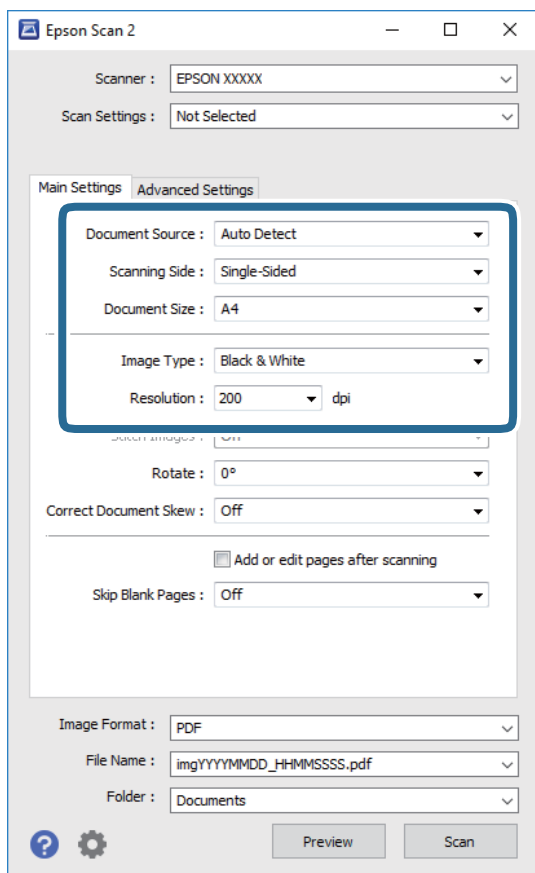 Epson Scan 2
Scanner : EPSON XXXXX
Scan Settings : Not Selected
Main Settings Advanced Settings
Document Source : Auto Detect
Scanning Side : Single-Sided
Document Size : A4
Image Type : Black & White
Resolution : 200 dpi
Rotate : 0°
Correct Document Skew : Off
Add or edit pages after scanning
Skip Blank Pages : Off
Image Format : PDF
File Name : imgYYYYMMDD_HHMMSSSS.pdf
Folder : Documents
? Preview Scan